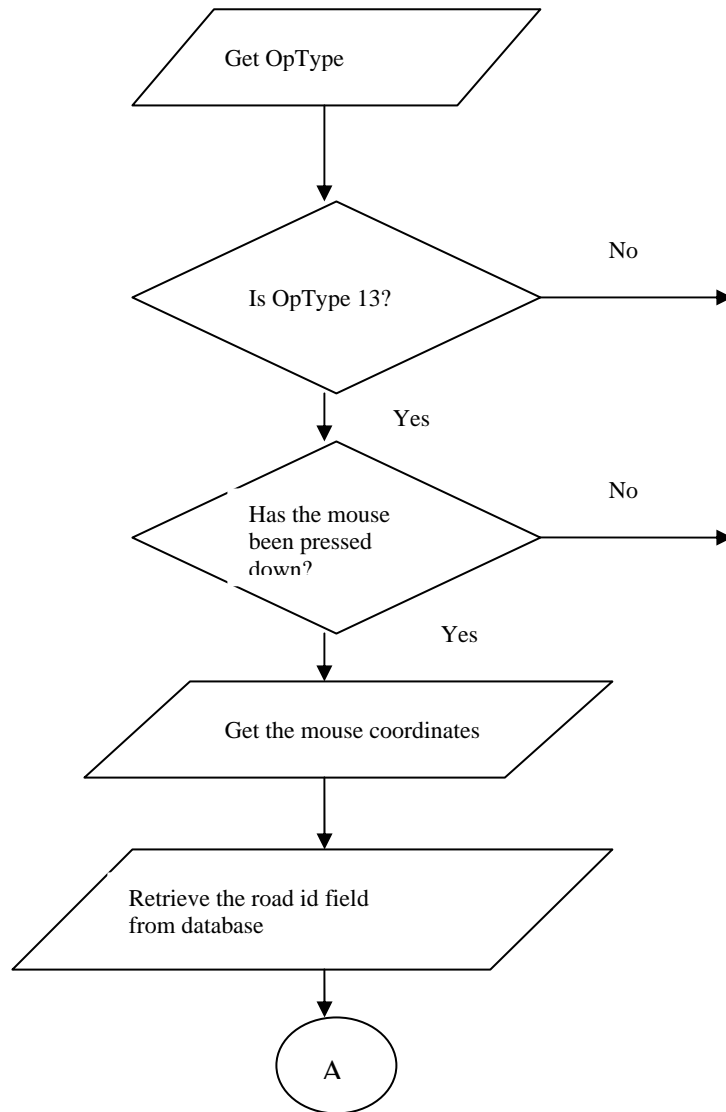 Get OpType
No
Is OpType 13?
Yes
No
Has the mouse
been pressed
down?
Yes
Get the mouse coordinates
Retrieve the road id field
from database
A